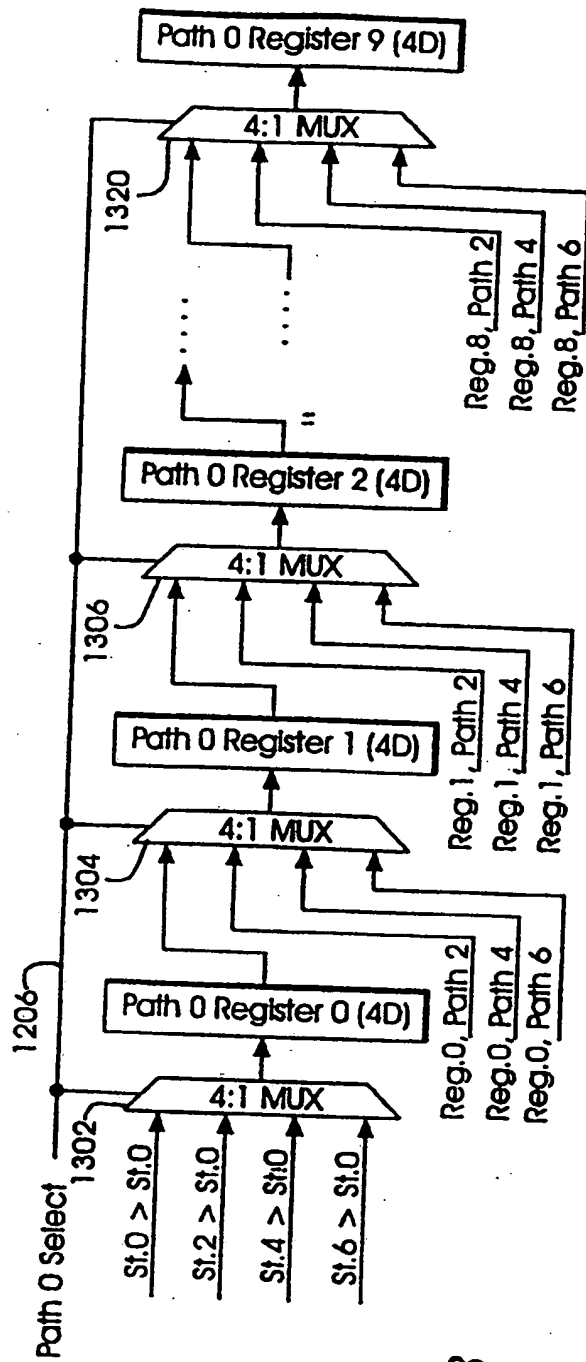 Path 0 Select
1206
1302
1304
1306
1320
St.0 > St.0
St.2 > St.0
St.4 > St.0
St.6 > St.0
4:1 MUX
Path 0 Register 0 (4D)
Reg.0, Path 2
Reg.0, Path 4
Reg.0, Path 6
4:1 MUX
Path 0 Register 1 (4D)
Reg.1, Path 2
Reg.1, Path 4
Reg.1, Path 6
4:1 MUX
Path 0 Register 2 (4D)
Reg.8, Path 2
Reg.8, Path 4
Reg.8, Path 6
4:1 MUX
Path 0 Register 9 (4D)